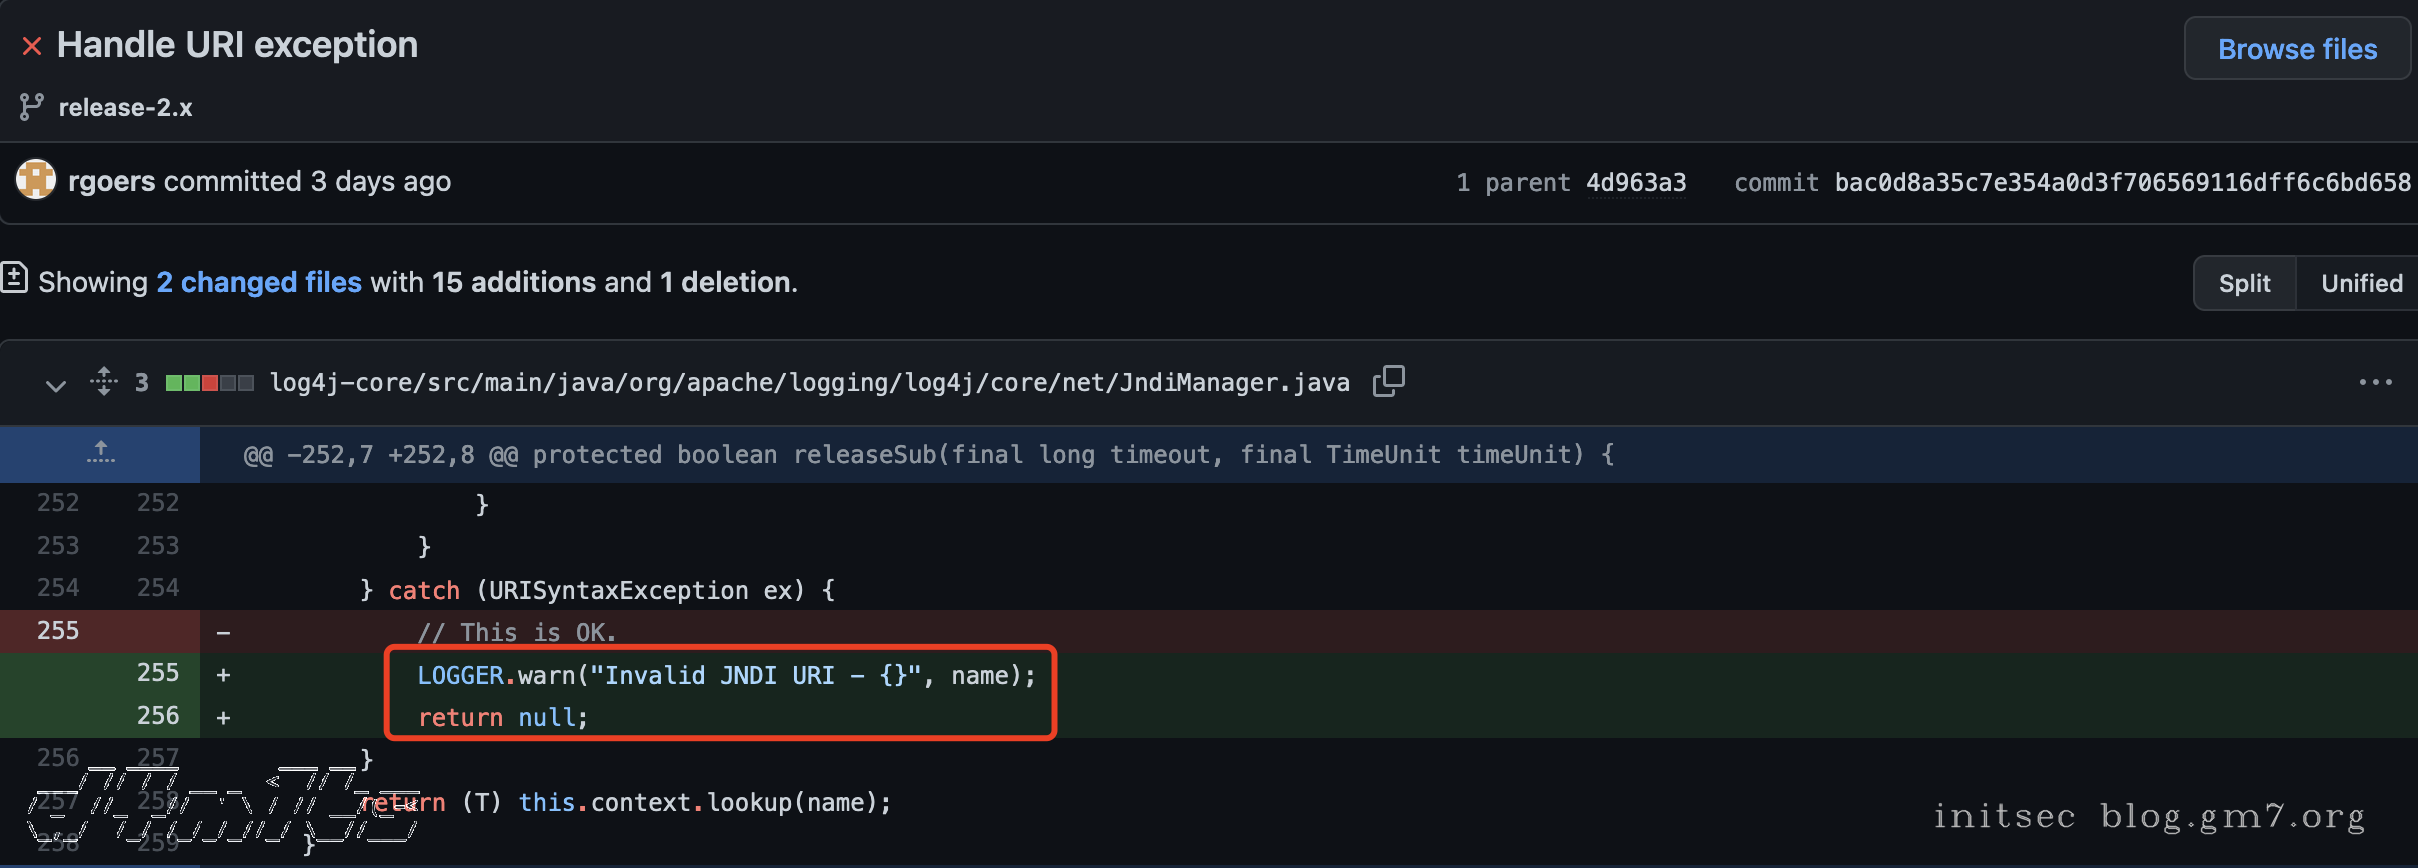 Handle URI exception
Browse files
release-2.x
rgoers committed 3 days ago
1 parent 4d963a3 commit bac0d8a35c7e354a0d3f706569116dff6c6bd658
Showing 2 changed files with 15 additions and 1 deletion.
Split Unified
3 log4j-core/src/main/java/org/apache/logging/log4j/core/net/JndiManager.java
@@ -252,7 +252,8 @@ protected boolean releaseSub(final long timeout, final TimeUnit timeUnit) {
252 252 }
253 253 }
254 254 } catch (URISyntaxException ex) {
255 - // This is OK.
255 + LOGGER.warn("Invalid JNDI URI - {}", name);
256 + return null;
256 257 }
257 258 return (T) this.context.lookup(name);
258 259 }
initsec blog.gm7.org